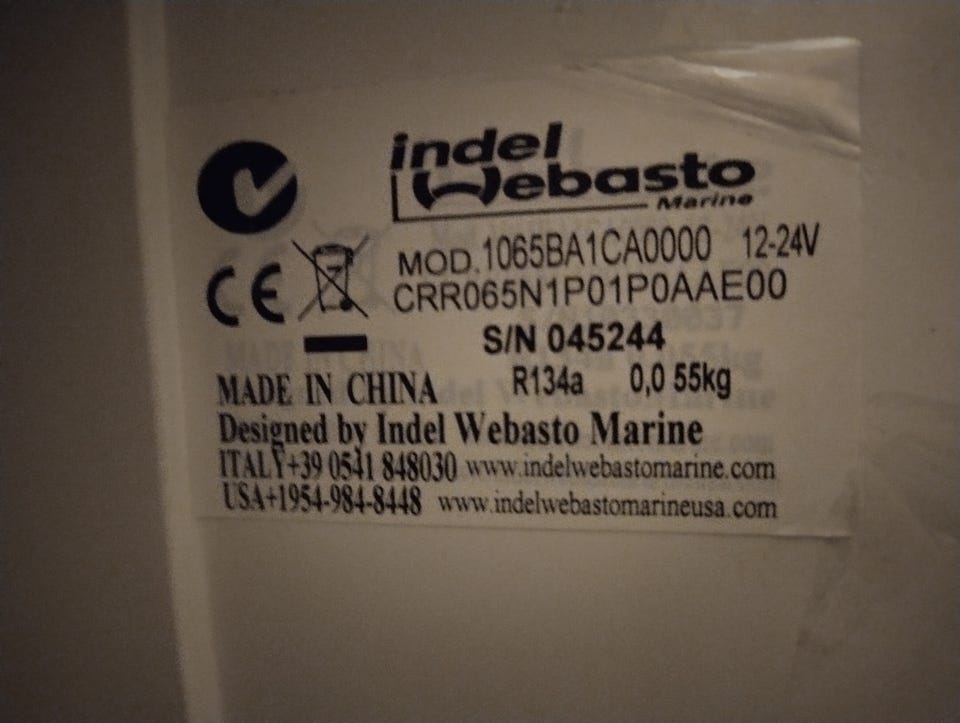 indel
Webasto
Marine
MOD. 1065BA1CA0000 12-24V
CRR065N1P01P0AAE00
S/N 045244
R134a 0,0 55kg
CE
MADE IN CHINA
Designed by Indel Webasto Marine
ITALY+39 0541 848030 www.indelwebastomarine.com
USA+1954-984-8448 www.indelwebastomarineusa.com